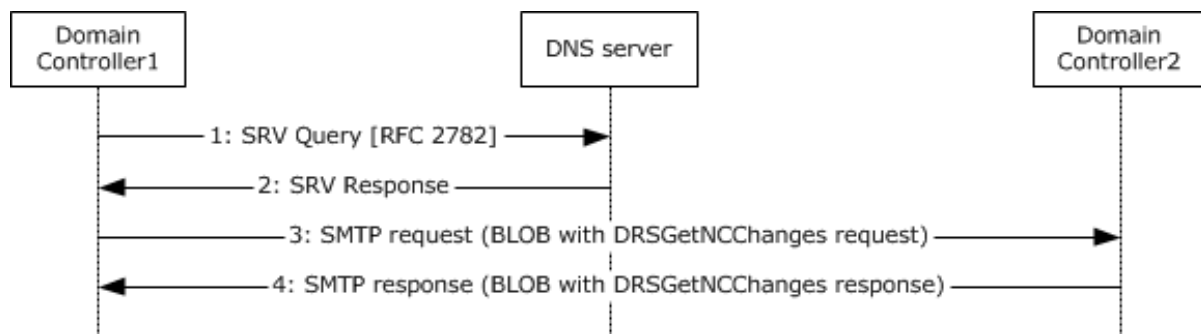 Domain
Controller1
DNS server
Domain
Controller2
1: SRV Query [RFC 2782]
2: SRV Response
3: SMTP request (BLOB with DRSGetNCChanges request)
4: SMTP response (BLOB with DRSGetNCChanges response)